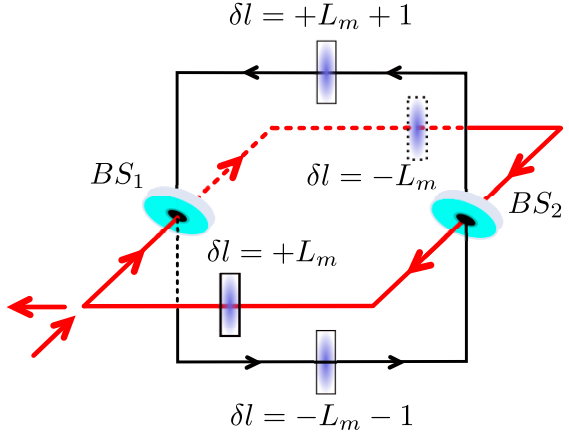 δl = +L_m + 1
BS_1
δl = −L_m
BS_2
δl = +L_m
δl = −L_m − 1